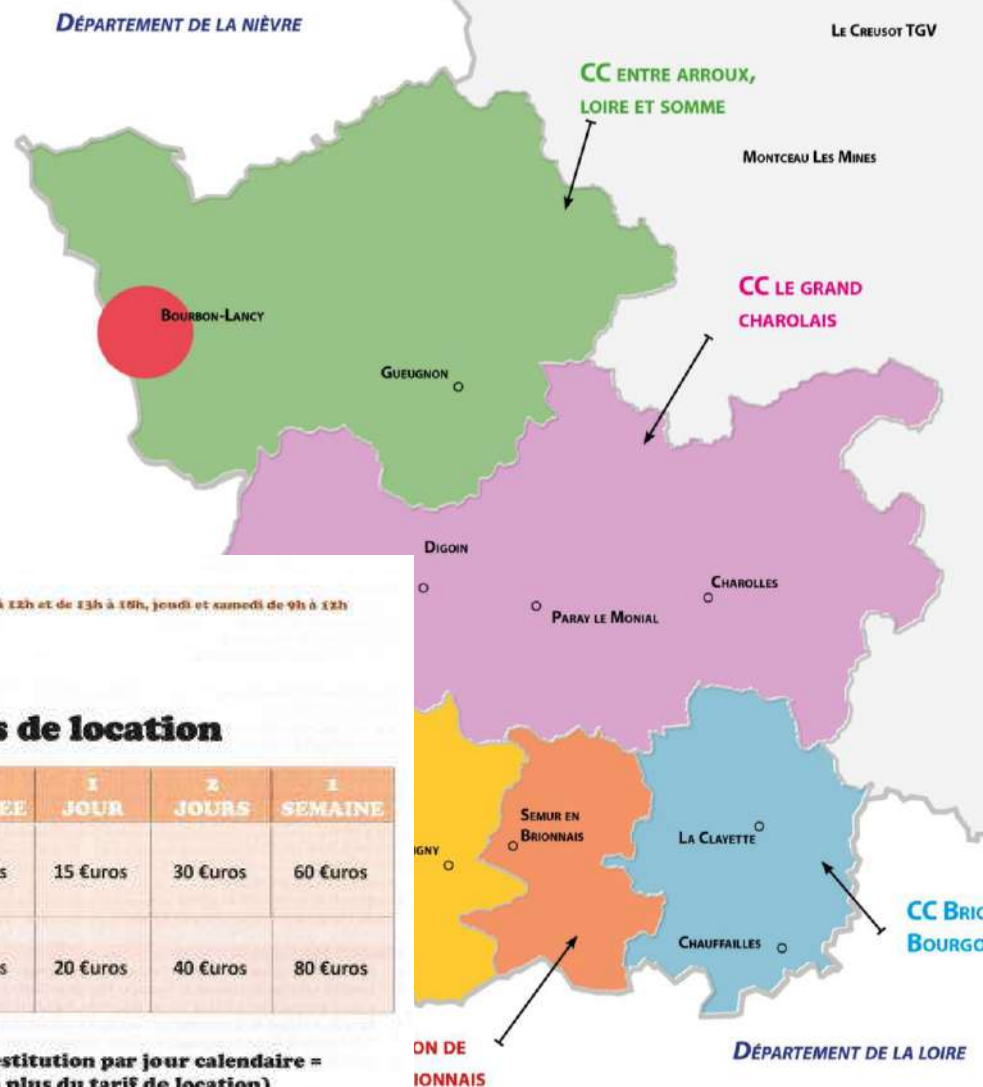 DÉPARTEMENT DE LA NIÈVRE
LE CREUSOT TGV
CC ENTRE ARROUX,
LOIRE ET SOMME
MONTCEAU LES MINES
CC LE GRAND
CHAROLAIS
BOURBON-LANCY
GUEUGNON
DIGOIN
CHAROLLES
PARAY LE MONIAL
SEMUR EN
BRIONNAIS
IGNY
LA CLAYETTE
CHAUFFAILLES
CC BRIO
BOURGO
ON DE
IONNAIS
DÉPARTEMENT DE LA LOIRE
à 12h et de 13h à 18h, jeudi et samedi de 9h à 12h
s de location
EE
1
JOUR
2
JOURS
1
SEMAINE
s 15 €uros 30 €uros 60 €uros
s 20 €uros 40 €uros 80 €uros
estitution par jour calendaire =
plus du tarif de location)